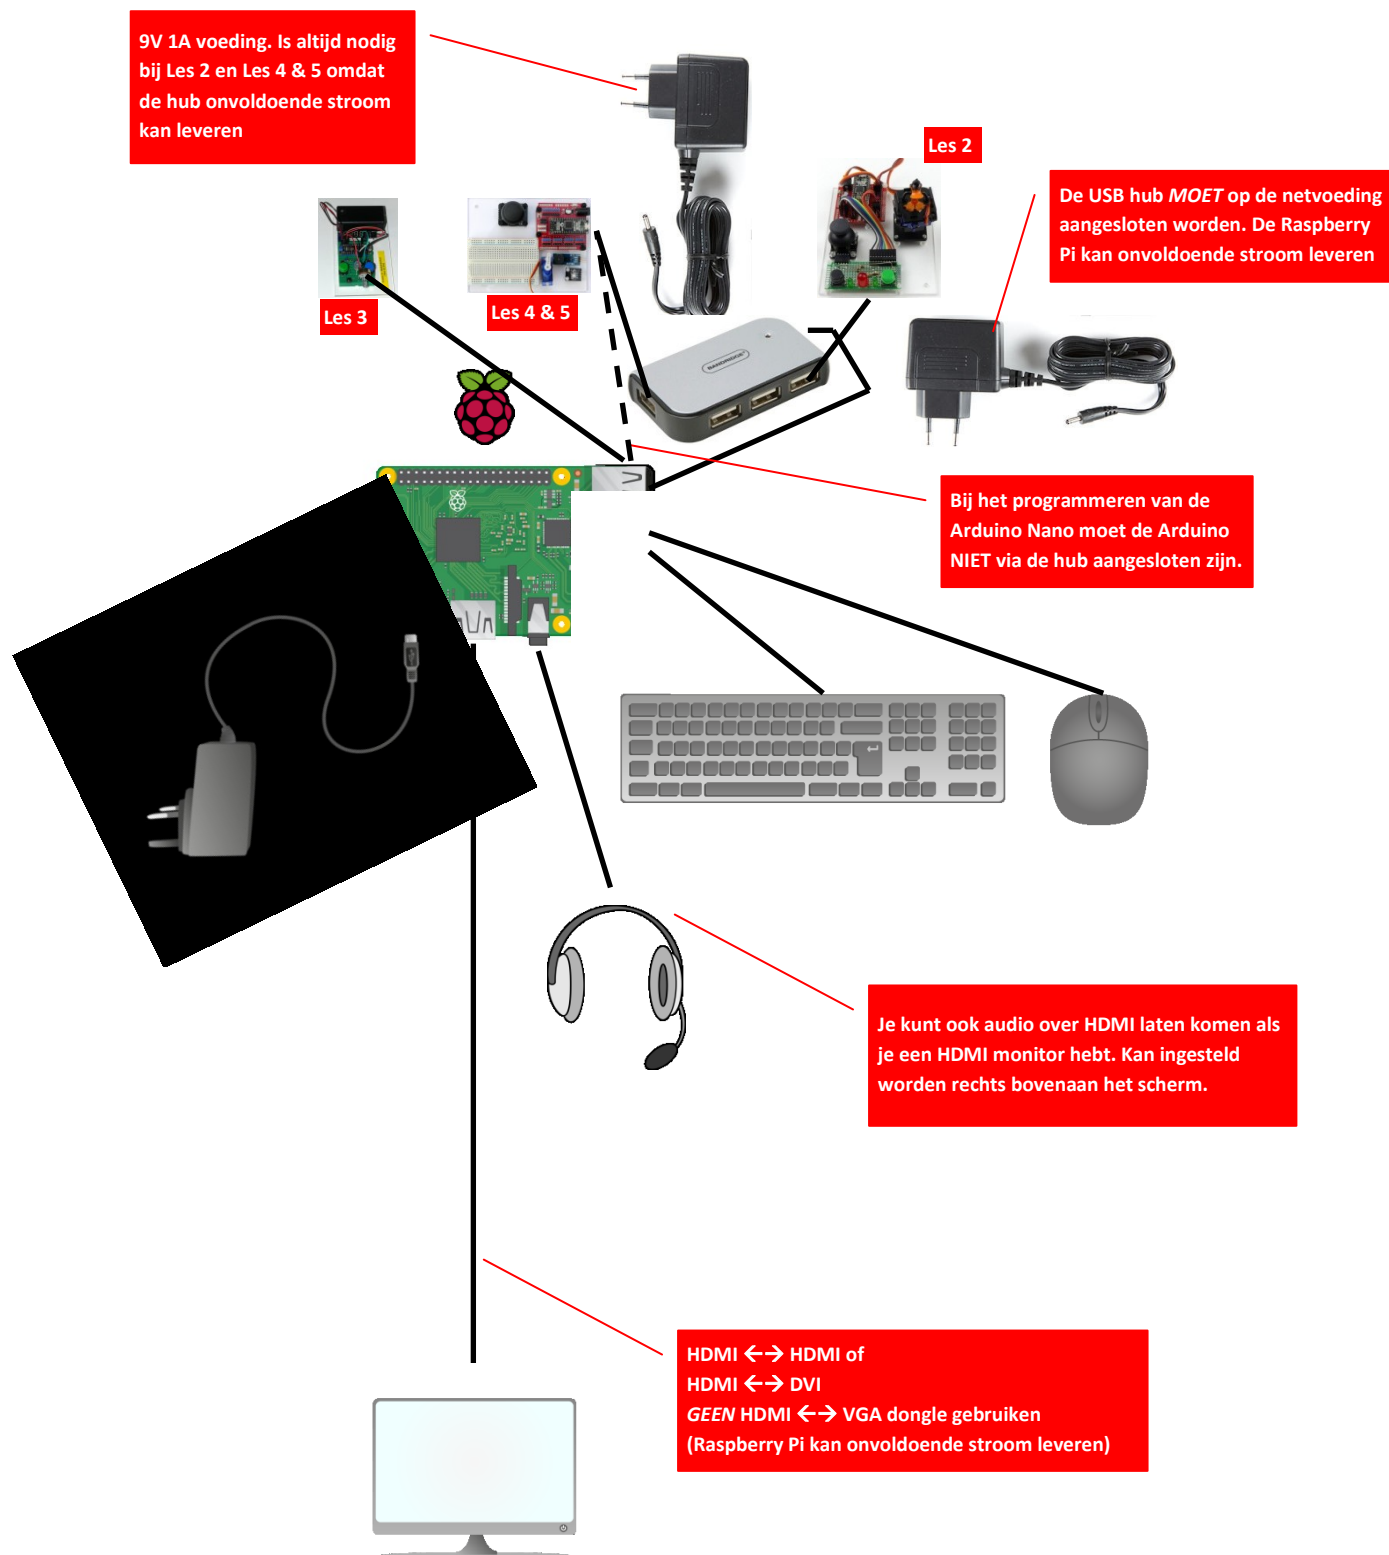 9V 1A voeding. Is altijd nodig
bij Les 2 en Les 4 & 5 omdat
de hub onvoldoende stroom
kan leveren
Les 2
De USB hub MOET op de netvoeding
aangesloten worden. De Raspberry
Pi kan onvoldoende stroom leveren
Les 3
Les 4 & 5
BANDRIDGE
Bij het programmeren van de
Arduino Nano moet de Arduino
NIET via de hub aangesloten zijn.
Je kunt ook audio over HDMI laten komen als
je een HDMI monitor hebt. Kan ingesteld
worden rechts bovenaan het scherm.
HDMI ←→ HDMI of
HDMI ←→ DVI
GEEN HDMI ←→ VGA dongle gebruiken
(Raspberry Pi kan onvoldoende stroom leveren)